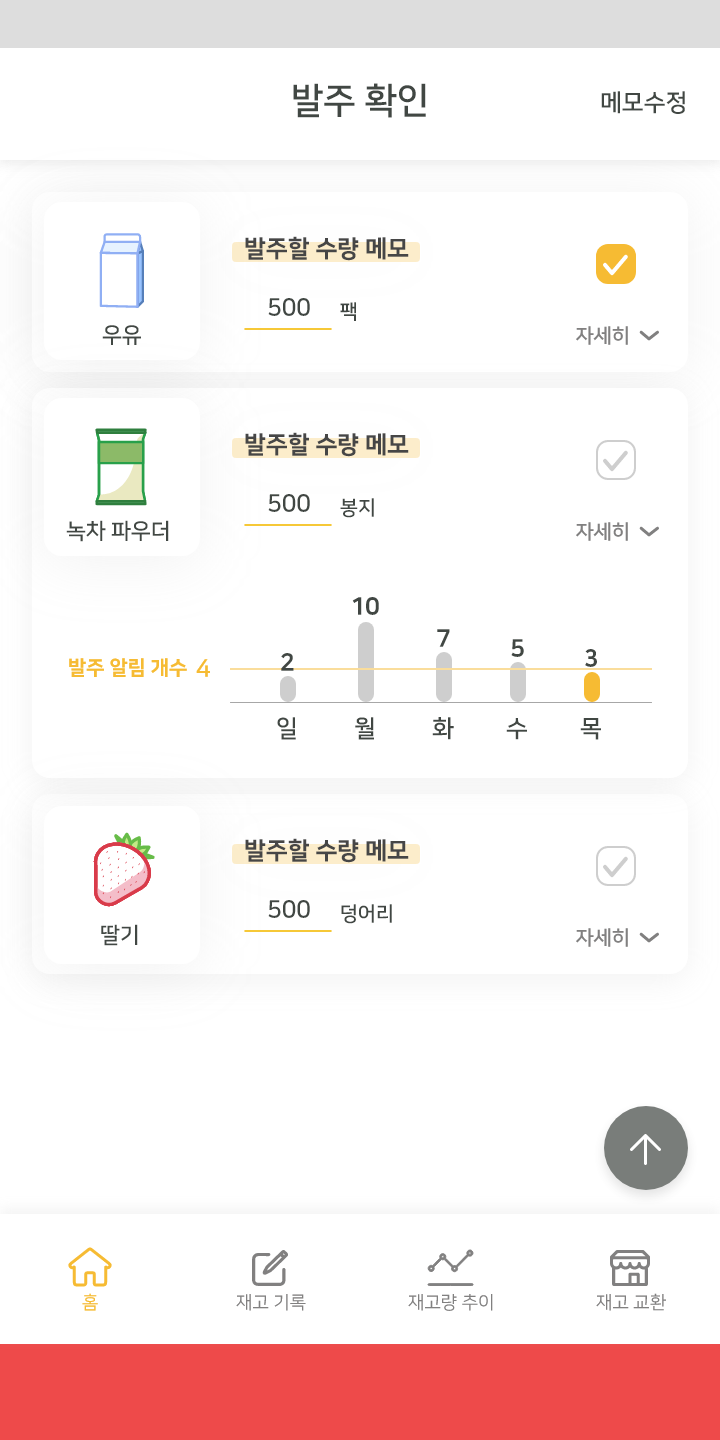 발주 확인
메모수정
발주할 수량 메모
500 팩
우유
자세히
발주할 수량 메모
500 봉지
녹차 파우더
자세히
발주 알림 개수 4
2 10 7 5 3
일 월 화 수 목
발주할 수량 메모
500 덩어리
딸기
자세히
홈 재고 기록 재고량 추이 재고 교환